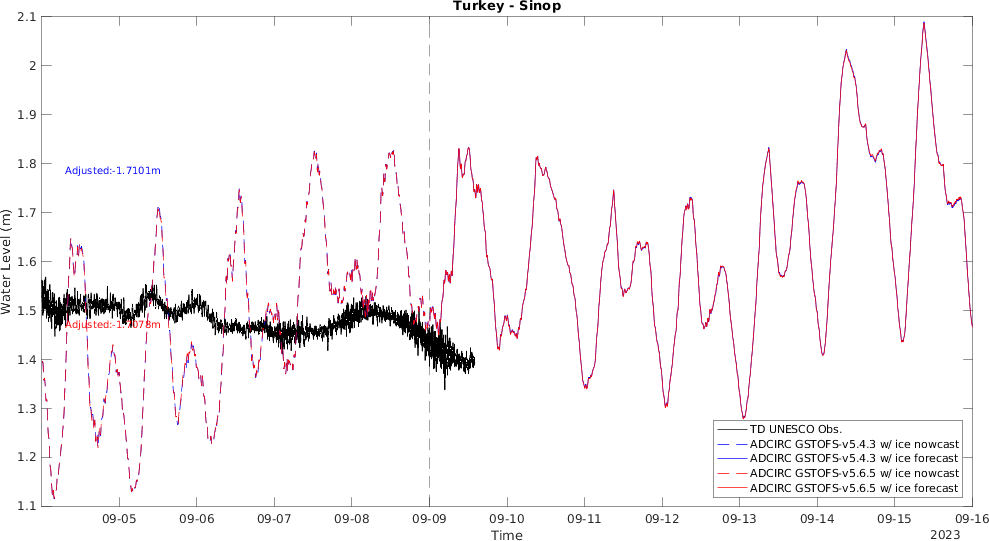 Turkey - Sinop
2.1
2
1.9
1.8
1.7
1.6
1.5
1.4
1.3
1.2
1.1
Water Level (m)
Adjusted:-1.7101m
Adjusted:-1.7078m
TD UNESCO Obs.
ADCIRC GSTOFS-v5.4.3 w/ ice nowcast
ADCIRC GSTOFS-v5.4.3 w/ ice forecast
ADCIRC GSTOFS-v5.6.5 w/ ice nowcast
ADCIRC GSTOFS-v5.6.5 w/ ice forecast
09-05 09-06 09-07 09-08 09-09 09-10 09-11 09-12 09-13 09-14 09-15 09-16
Time
2023